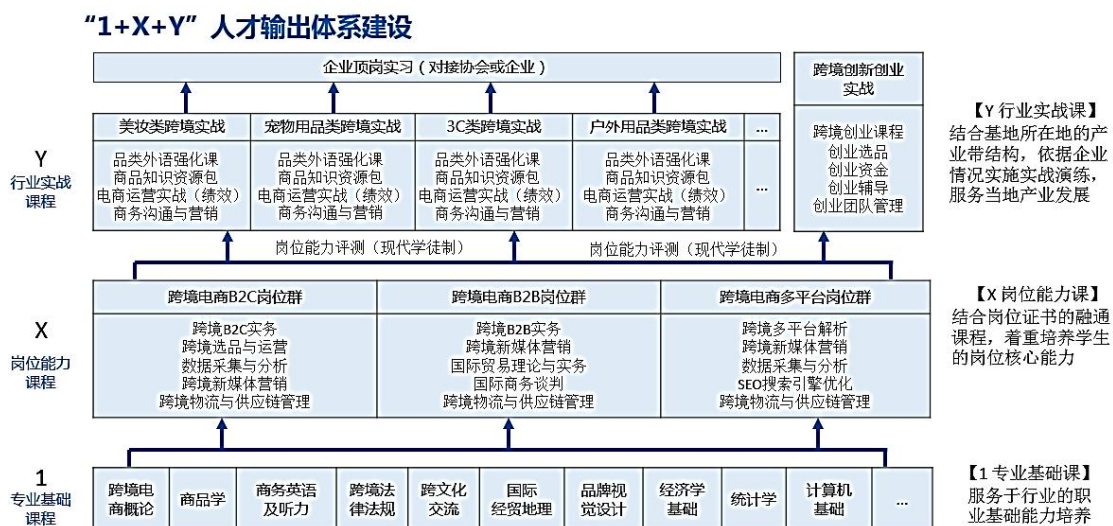 “1+X+Y”人才输出体系建设
企业顶岗实习（对接协会或企业）
跨境创新创业
实战
美妆类跨境实战
宠物用品类跨境实战
3C类跨境实战
户外用品类跨境实战
...
品类外语强化课
商品知识资源包
电商运营实战（绩效）
商务沟通与营销
品类外语强化课
商品知识资源包
电商运营实战（绩效）
商务沟通与营销
品类外语强化课
商品知识资源包
电商运营实战（绩效）
商务沟通与营销
品类外语强化课
商品知识资源包
电商运营实战（绩效）
商务沟通与营销
...
跨境创业课程
创业选品
创业资金
创业辅导
创业团队管理
Y
行业实战
课程
【Y 行业实战课】
结合基地所在地的产
业带结构，依据企业
情况实施实战演练，
服务当地产业发展
岗位能力评测（现代学徒制）
岗位能力评测（现代学徒制）
X
岗位能力
课程
跨境电商B2C岗位群
跨境电商B2B岗位群
跨境电商多平台岗位群
跨境B2C实务
跨境选品与运营
数据采集与分析
跨境新媒体营销
跨境物流与供应链管理
跨境B2B实务
跨境新媒体营销
国际贸易理论与实务
国际商务谈判
跨境物流与供应链管理
跨境多平台解析
跨境新媒体营销
数据采集与分析
SEO搜索引擎优化
跨境物流与供应链管理
【X 岗位能力课】
结合岗位证书的融通
课程，着重培养学生
的岗位核心能力
1
专业基础
课程
跨境电
商概论
商品学
商务英语
及听力
跨境法
律法规
跨文化
交流
国际
经贸地理
品牌视
觉设计
经济学
基础
统计学
计算机
基础
...
【1 专业基础课】
服务于行业的职
业基础能力培养